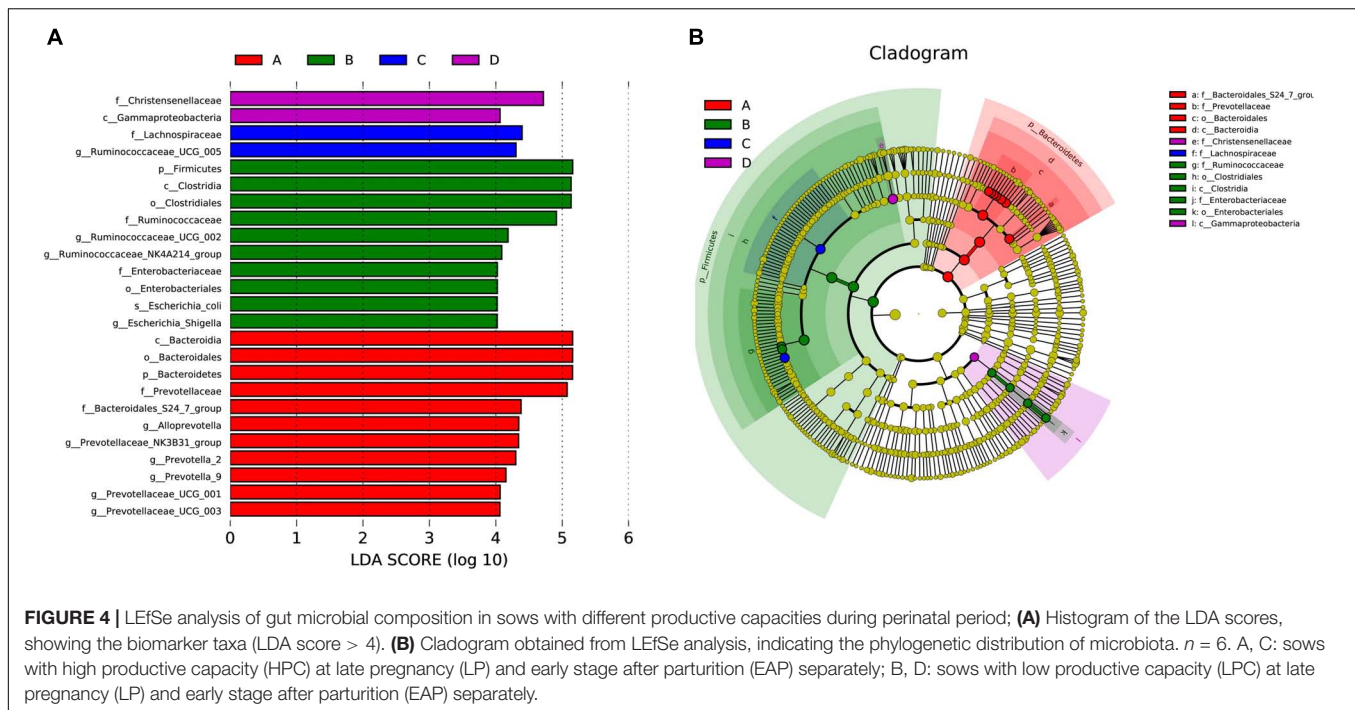 A
A B C D
f__Christensenellaceae
c__Gammaproteobacteria
f__Lachnospiraceae
g__Ruminococcaceae_UCG_005
p__Firmicutes
c__Clostridia
o__Clostridiales
f__Ruminococcaceae
g__Ruminococcaceae_UCG_002
g__Ruminococcaceae_NK4A214_group
f__Enterobacteriaceae
o__Enterobacteriales
s__Escherichia_coli
g__Escherichia_Shigella
c__Bacteroidia
o__Bacteroidales
p__Bacteroidetes
f__Prevotellaceae
f__Bacteroidales_S24_7_group
g__Alloprevotella
g__Prevotellaceae_NK3B31_group
g__Prevotella_2
g__Prevotella_9
g__Prevotellaceae_UCG_001
g__Prevotellaceae_UCG_003
0 1 2 3 4 5 6
LDA SCORE (log 10)
B
Cladogram
A
B
C
D
p__Firmicutes
i
h
f
g
e
p__Bacteroidetes
d
c
b
a
k
l
a: f__Bacteroidales_S24_7_grou
b: f__Prevotellaceae
c: o__Bacteroidales
d: c__Bacteroidia
e: f__Christensenellaceae
f: f__Lachnospiraceae
g: f__Ruminococcaceae
h: o__Clostridiales
i: c__Clostridia
j: f__Enterobacteriaceae
k: o__Enterobacteriales
l: c__Gammaproteobacteria
FIGURE 4 | LEfSe analysis of gut microbial composition in sows with different productive capacities during perinatal period; (A) Histogram of the LDA scores,
showing the biomarker taxa (LDA score > 4). (B) Cladogram obtained from LEfSe analysis, indicating the phylogenetic distribution of microbiota. n = 6. A, C: sows
with high productive capacity (HPC) at late pregnancy (LP) and early stage after parturition (EAP) separately; B, D: sows with low productive capacity (LPC) at late
pregnancy (LP) and early stage after parturition (EAP) separately.